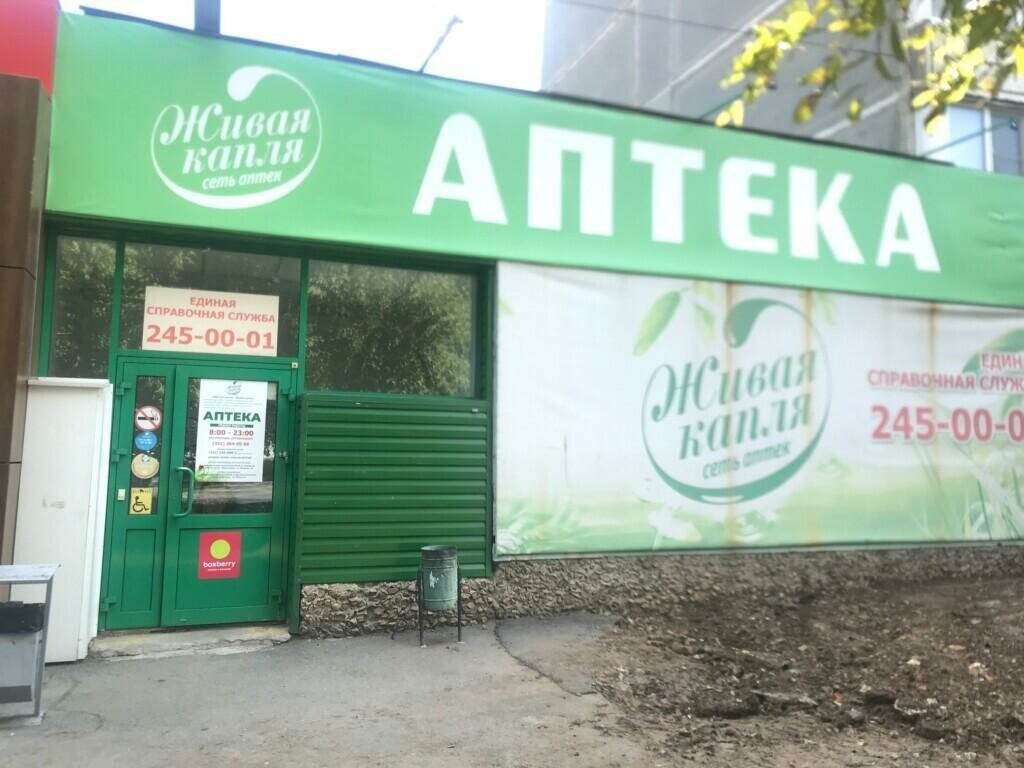 Живая
капля
сеть аптек
АПТЕКА
ЕДИНАЯ
СПРАВОЧНАЯ СЛУЖБА
245-00-01
АПТЕКА
8:00 - 23:00
boxberry
Живая
капля
сеть аптек
ЕДИНА
СПРАВОЧНАЯ СЛУЖ
245-00-0